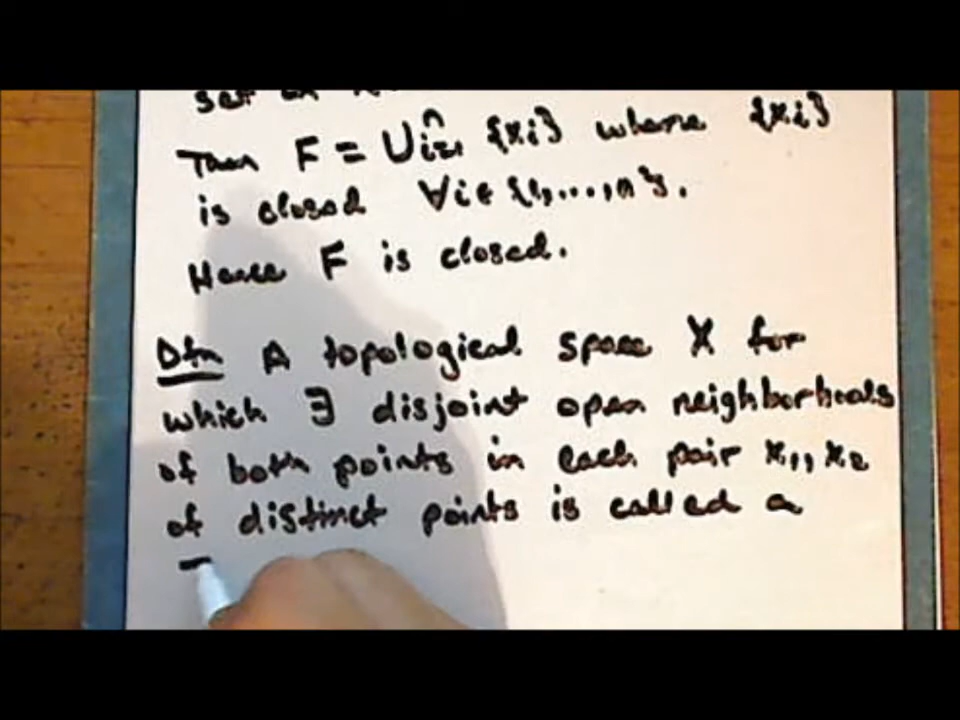 Then F = ∪ⁿᵢ₌₁ {xᵢ} where {xᵢ}
is closed ∀i∈{1,...,n}.
Hence F is closed.
Dfn A topological space X for
which ∃ disjoint open neighborhoods
of both points in each pair x₁, x₂
of distinct points is called a